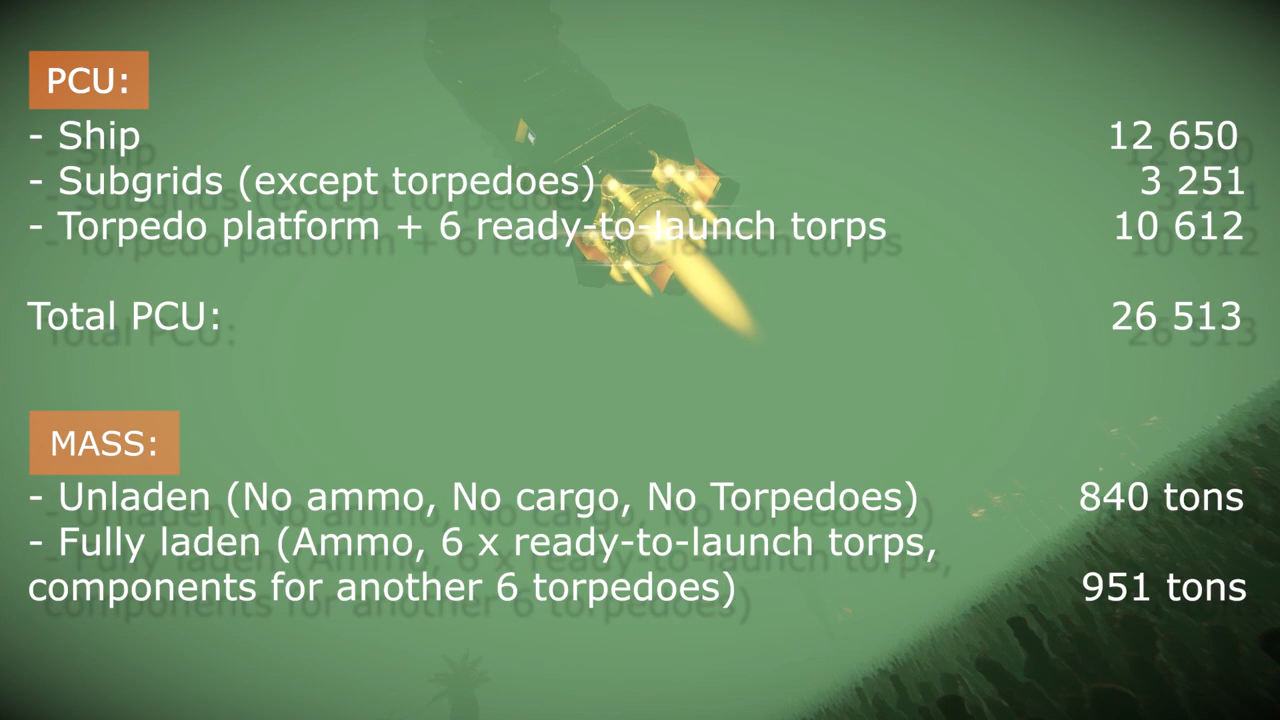 PCU:
- Ship 12 650
- Subgrids (except torpedoes) 3 251
- Torpedo platform + 6 ready-to-launch torps 10 612
Total PCU: 26 513
MASS:
- Unladen (No ammo, No cargo, No Torpedoes) 840 tons
- Fully laden (Ammo, 6 x ready-to-launch torps,
components for another 6 torpedoes) 951 tons